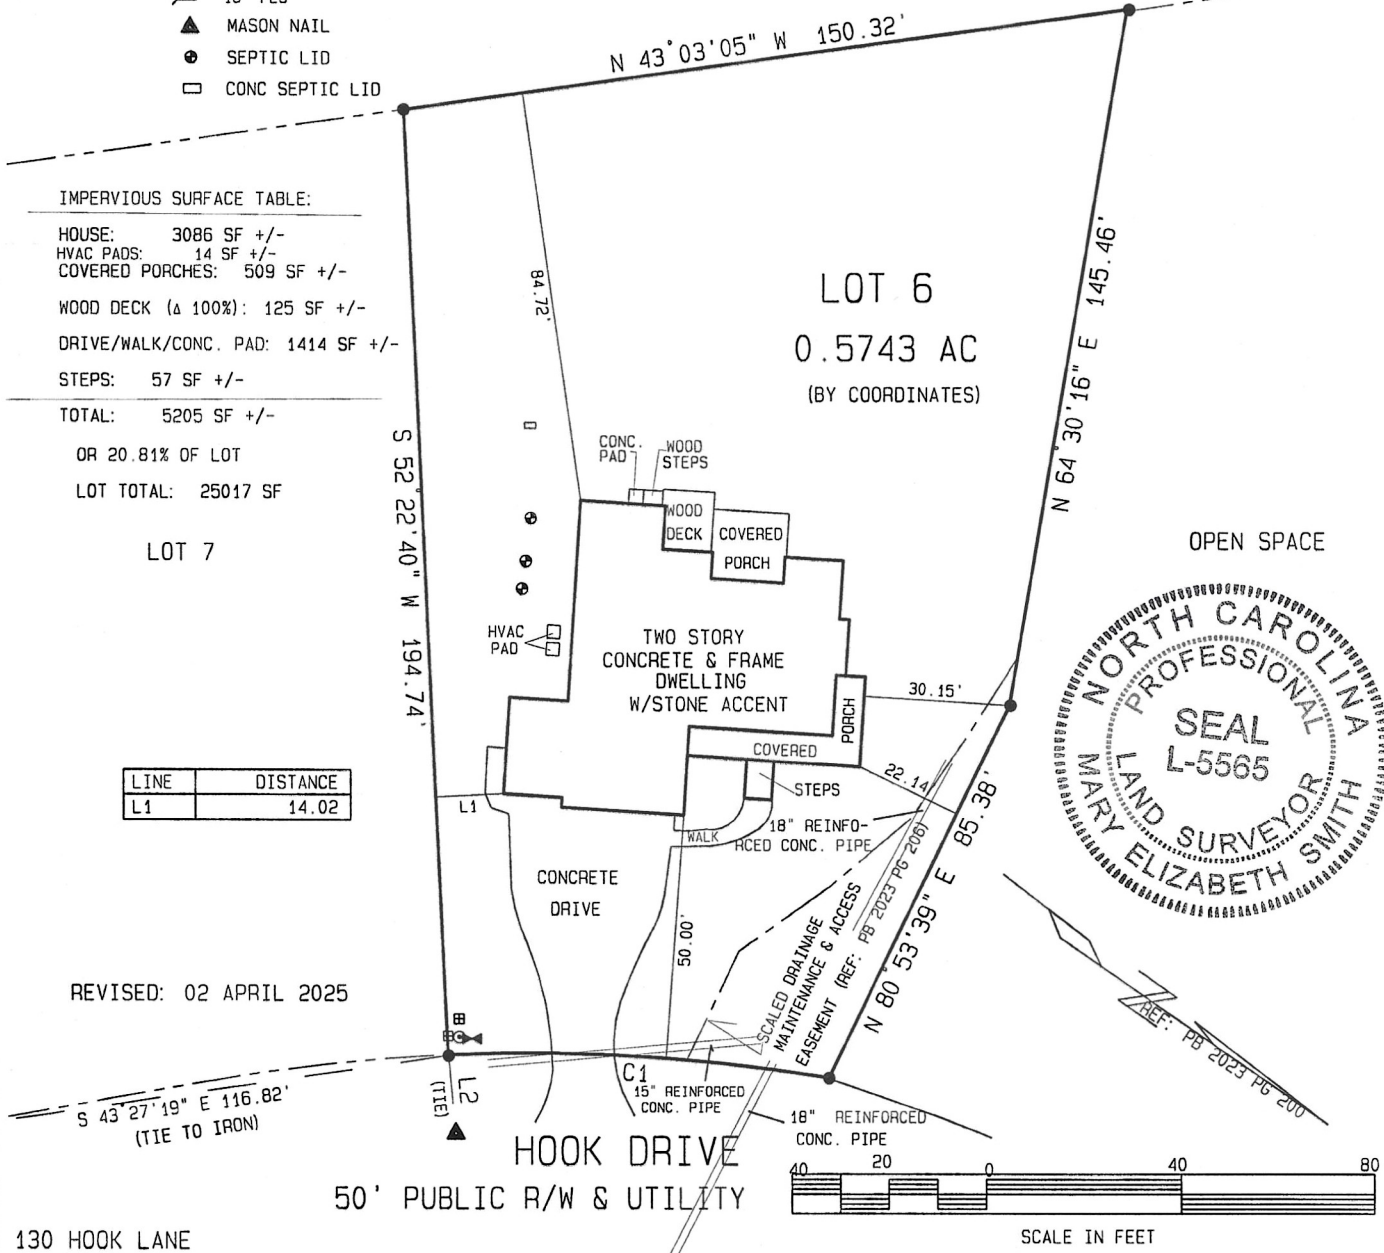 MASON NAIL
SEPTIC LID
CONC SEPTIC LID
N 43°03'05" W 150.32'
IMPERVIOUS SURFACE TABLE:
HOUSE: 3086 SF +/-
HVAC PADS: 14 SF +/-
COVERED PORCHES: 509 SF +/-
WOOD DECK (Δ 100%): 125 SF +/-
DRIVE/WALK/CONC. PAD: 1414 SF +/-
STEPS: 57 SF +/-
TOTAL: 5205 SF +/-
OR 20.81% OF LOT
LOT TOTAL: 25017 SF
LOT 7
84.72'
LOT 6
0.5743 AC
(BY COORDINATES)
N 64°30'16" E 145.46'
S 52°22'40" W 194.74'
CONC.
PAD
WOOD
STEPS
WOOD
DECK
COVERED
PORCH
OPEN SPACE
HVAC
PAD
TWO STORY
CONCRETE & FRAME
DWELLING
W/STONE ACCENT
30.15'
PORCH
COVERED
STEPS
22.14'
NORTH CAROLINA
PROFESSIONAL
SEAL
L-5565
LAND SURVEYOR
MARY ELIZABETH SMITH
LINE DISTANCE
L1 14.02
L1
WALK
18" REINFO-
RCED CONC. PIPE
CONCRETE
DRIVE
50.00'
SCALED DRAINAGE
MAINTENANCE & ACCESS
EASEMENT (REF: PB 2023 PG 206)
N 80°53'39" E 85.38'
REF: PB 2023 PG 200
REVISED: 02 APRIL 2025
S 43°27'19" E 116.82'
(TIE TO IRON)
L2
(TIE)
C1
15" REINFORCED
CONC. PIPE
18" REINFORCED
CONC. PIPE
HOOK DRIVE
50' PUBLIC R/W & UTILITY
40 20 0 40 80
SCALE IN FEET
130 HOOK LANE